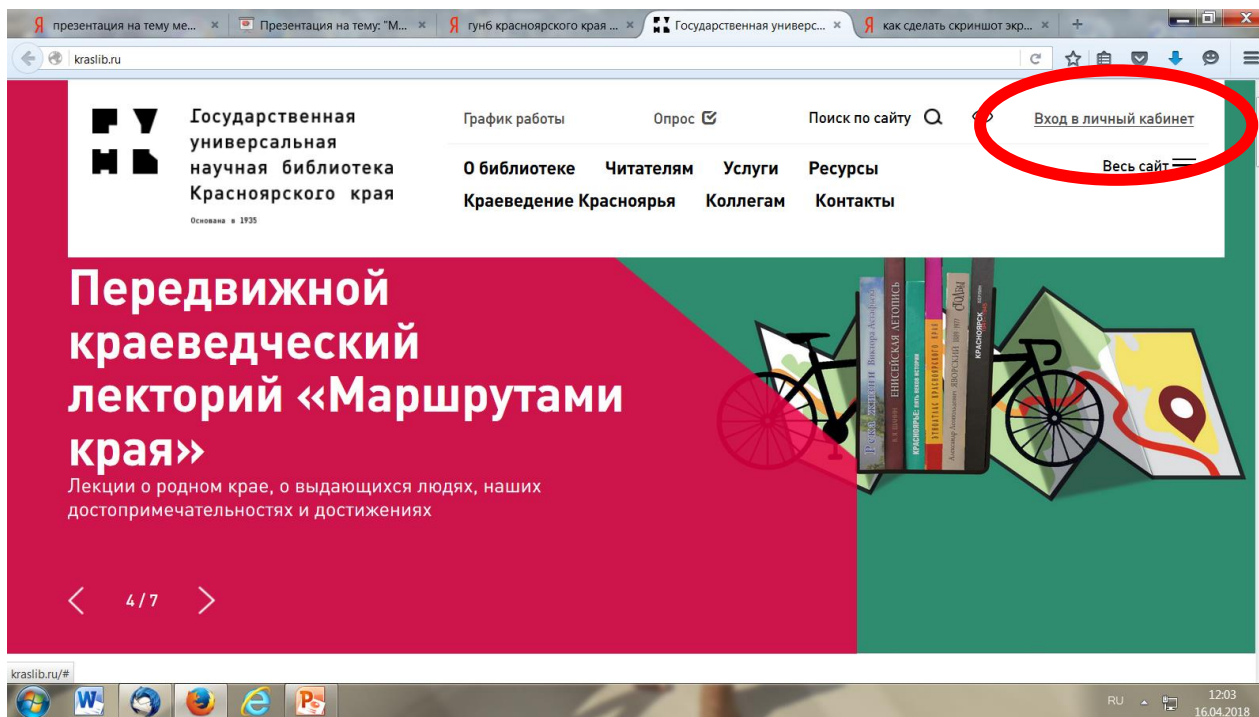 презентация на тему ме...
Презентация на тему: "М...
гунб красноярского края ...
Государственная универс...
как сделать скриншот экр...
kraslib.ru
Государственная
универсальная
научная библиотека
Красноярского края
Основана в 1935
График работы
Опрос
Поиск по сайту
Вход в личный кабинет
О библиотеке
Читателям
Услуги
Ресурсы
Весь сайт
Краеведение Красноярья
Коллегам
Контакты
Передвижной
краеведческий
лекторий «Маршрутами
края»
Лекции о родном крае, о выдающихся людях, наших
достопримечательностях и достижениях
ЕНИСЕЙСКАЯ ЛЕТОПИСЬ
КРАСНОЯРСК
4/7
kraslib.ru/#
RU
12:03
16.04.2018